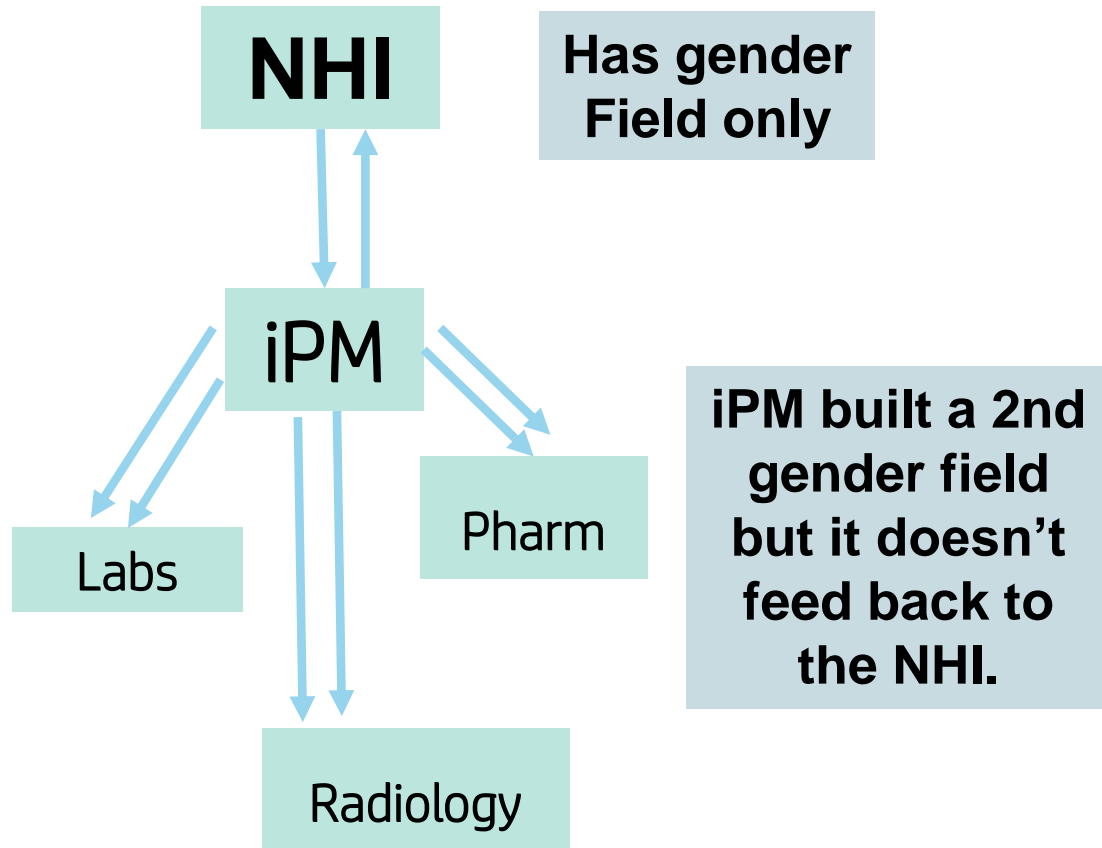 NHI
Has gender
Field only
iPM
iPM built a 2nd
gender field
but it doesn’t
feed back to
the NHI.
Pharm
Labs
Radiology